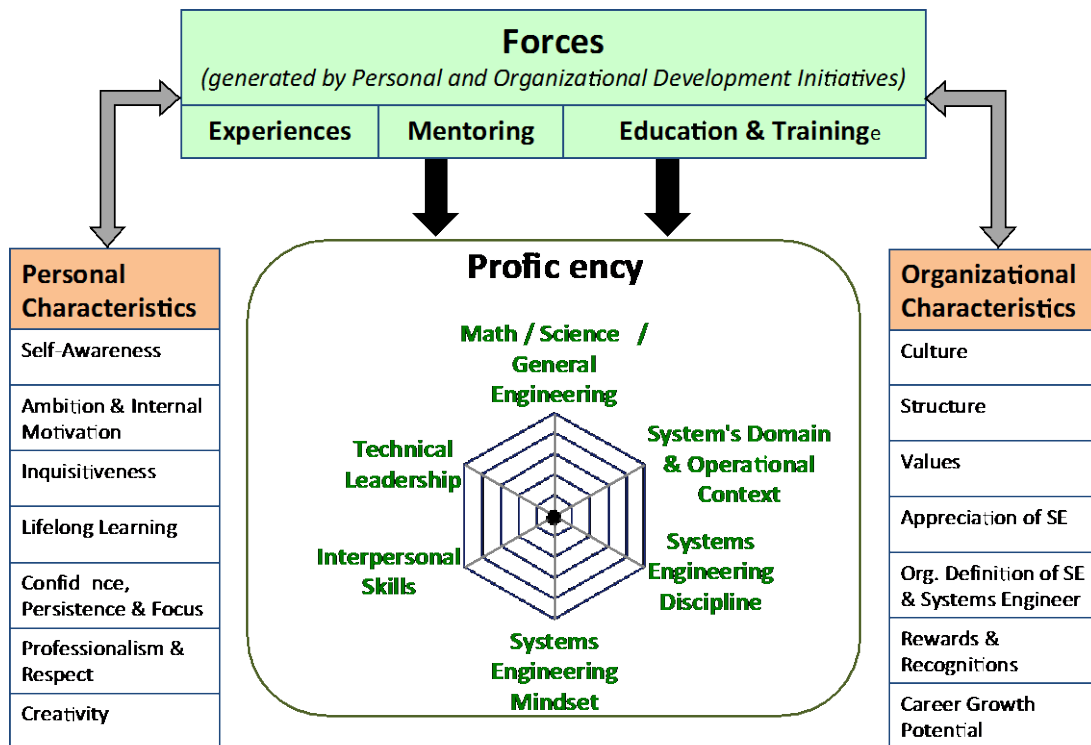 Forces
(generated by Personal and Organizational Development Initiatives)
Experiences
Mentoring
Education & Traininge
Personal
Characteristics
Self-Awareness
Ambition & Internal
Motivation
Inquisitiveness
Lifelong Learning
Confid nce,
Persistence & Focus
Professionalism &
Respect
Creativity
Profic ency
Math / Science /
General
Engineering
System's Domain
& Operational
Context
Systems
Engineering
Discipline
Systems
Engineering
Mindset
Interpersonal
Skills
Technical
Leadership
Organizational
Characteristics
Culture
Structure
Values
Appreciation of SE
Org. Definition of SE
& Systems Engineer
Rewards &
Recognitions
Career Growth
Potential